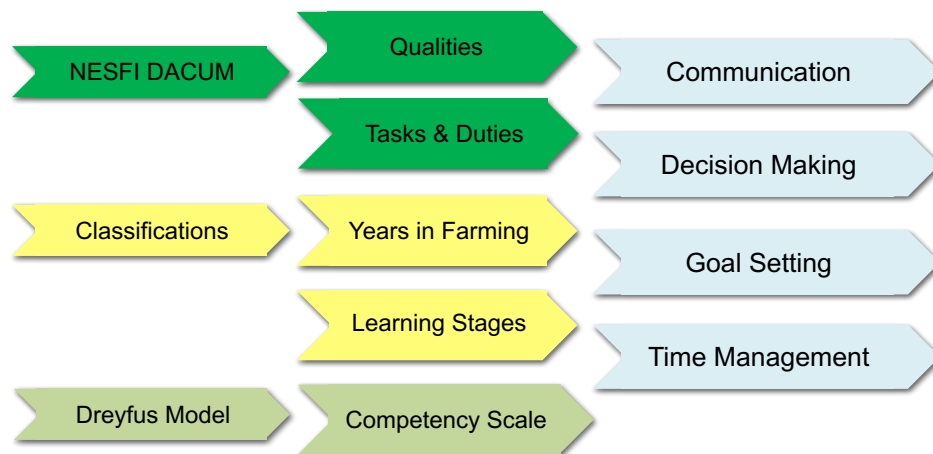 NESFI DACUM
Qualities
Tasks & Duties
Classifications
Years in Farming
Learning Stages
Dreyfus Model
Competency Scale
Communication
Decision Making
Goal Setting
Time Management